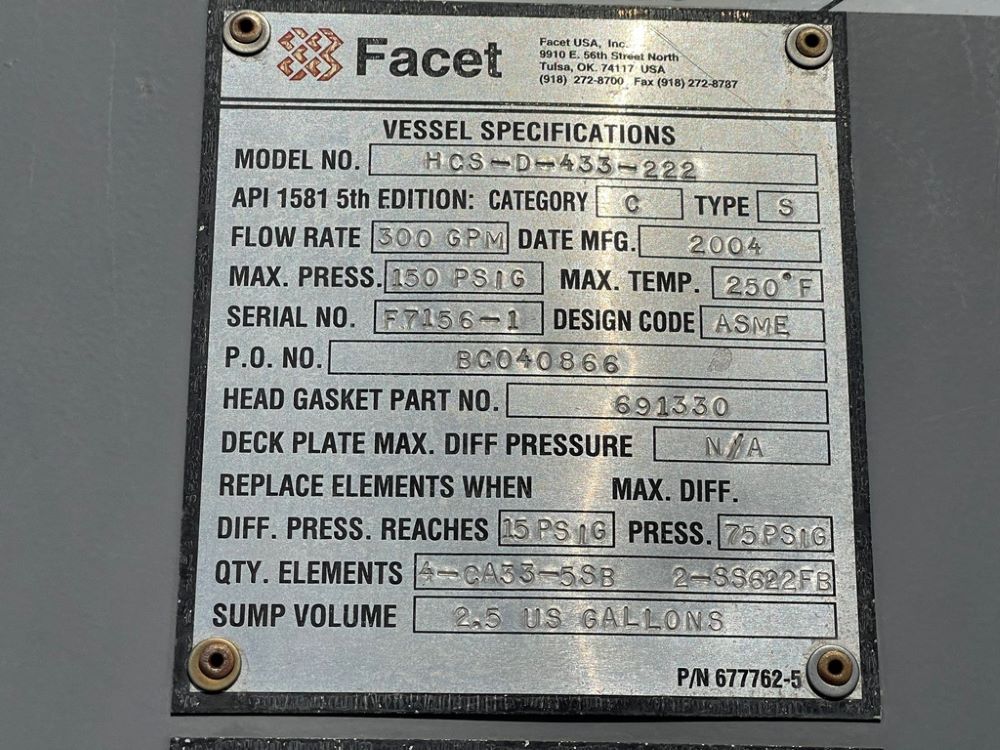 Facet
Facet USA, Inc.
9910 E. 56th Street North
Tulsa, OK. 74117 USA
(918) 272-8700 Fax (918) 272-8787
VESSEL SPECIFICATIONS
MODEL NO. HCS-D-433-222
API 1581 5th EDITION: CATEGORY C TYPE S
FLOW RATE 300 GPM DATE MFG. 2004
MAX. PRESS. 150 PSIG MAX. TEMP. 250°F
SERIAL NO. F7156-1 DESIGN CODE ASME
P.O. NO. BC040866
HEAD GASKET PART NO. 691330
DECK PLATE MAX. DIFF PRESSURE N/A
REPLACE ELEMENTS WHEN MAX. DIFF.
DIFF. PRESS. REACHES 15 PSIG PRESS. 75 PSIG
QTY. ELEMENTS 4-CA33-5SB 2-SS622FB
SUMP VOLUME 2.5 US GALLONS
P/N 677762-5